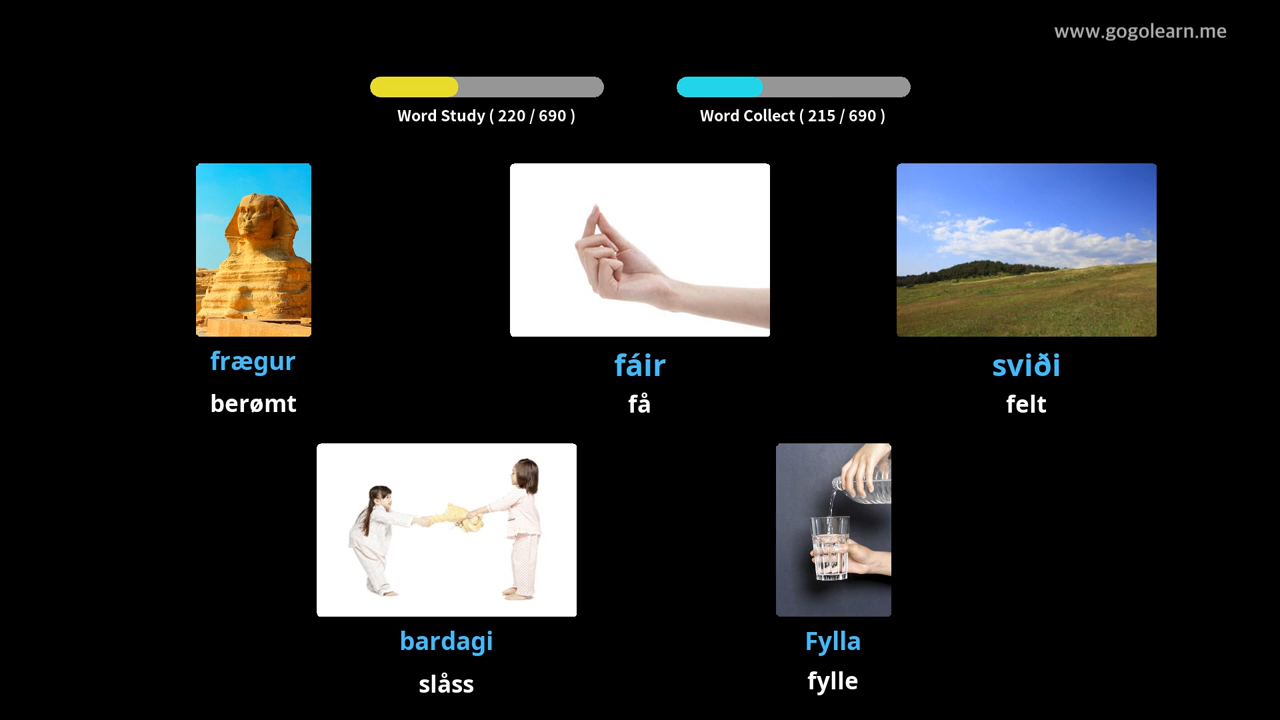 www.gogolearn.me
Word Study ( 220 / 690 )
Word Collect ( 215 / 690 )
frægur
berømt
fáir
få
sviði
felt
bardagi
slåss
Fylla
fylle